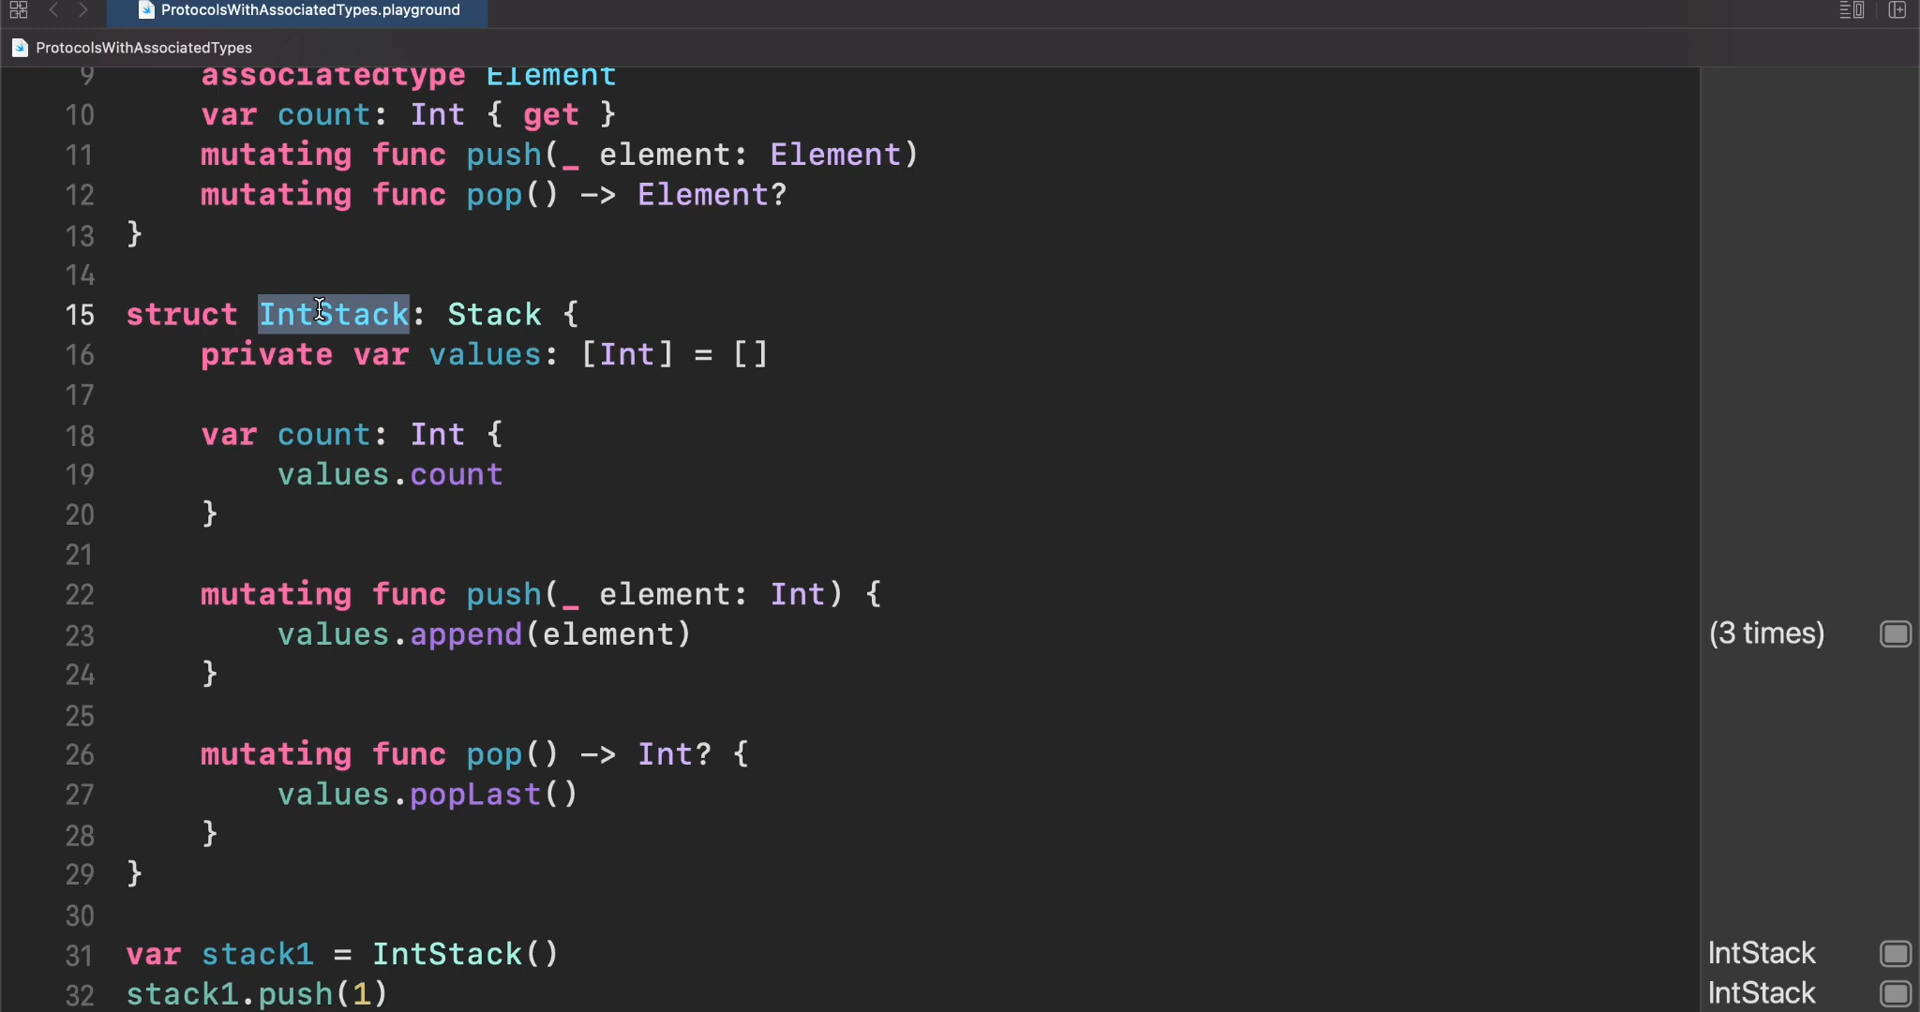 ProtocolsWithAssociatedTypes.playground
ProtocolsWithAssociatedTypes
9 associatedtype Element
10 var count: Int { get }
11 mutating func push(_ element: Element)
12 mutating func pop() -> Element?
13 }
14
15 struct IntStack: Stack {
16 private var values: [Int] = []
17
18 var count: Int {
19 values.count
20 }
21
22 mutating func push(_ element: Int) {
23 values.append(element) (3 times)
24 }
25
26 mutating func pop() -> Int? {
27 values.popLast()
28 }
29 }
30
31 var stack1 = IntStack() IntStack
32 stack1.push(1) IntStack